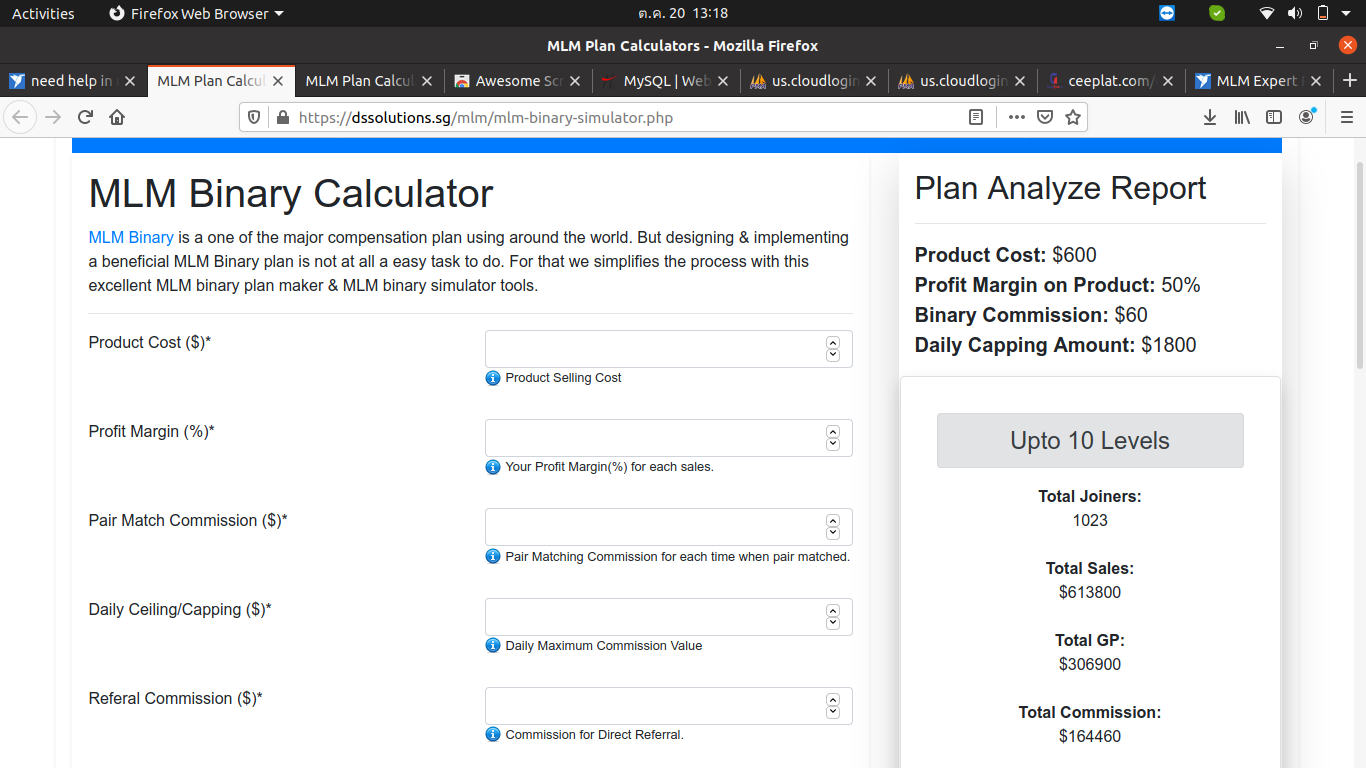 Activities
Firefox Web Browser
ต.ค. 20 13:18
MLM Plan Calculators - Mozilla Firefox
need help in
MLM Plan Calcul
MLM Plan Calcul
Awesome Sc
MySQL | Web
us.cloudlogin
us.cloudlogin
ceeplat.com/
MLM Expert
https://dssolutions.sg/mlm/mlm-binary-simulator.php
MLM Binary Calculator
MLM Binary is a one of the major compensation plan using around the world. But designing & implementing
a beneficial MLM Binary plan is not at all a easy task to do. For that we simplifies the process with this
excellent MLM binary plan maker & MLM binary simulator tools.
Product Cost ($)*
Product Selling Cost
Profit Margin (%)*
Your Profit Margin(%) for each sales.
Pair Match Commission ($)*
Pair Matching Commission for each time when pair matched.
Daily Ceiling/Capping ($)*
Daily Maximum Commission Value
Referal Commission ($)*
Commission for Direct Referral.
Plan Analyze Report
Product Cost: $600
Profit Margin on Product: 50%
Binary Commission: $60
Daily Capping Amount: $1800
Upto 10 Levels
Total Joiners:
1023
Total Sales:
$613800
Total GP:
$306900
Total Commission:
$164460